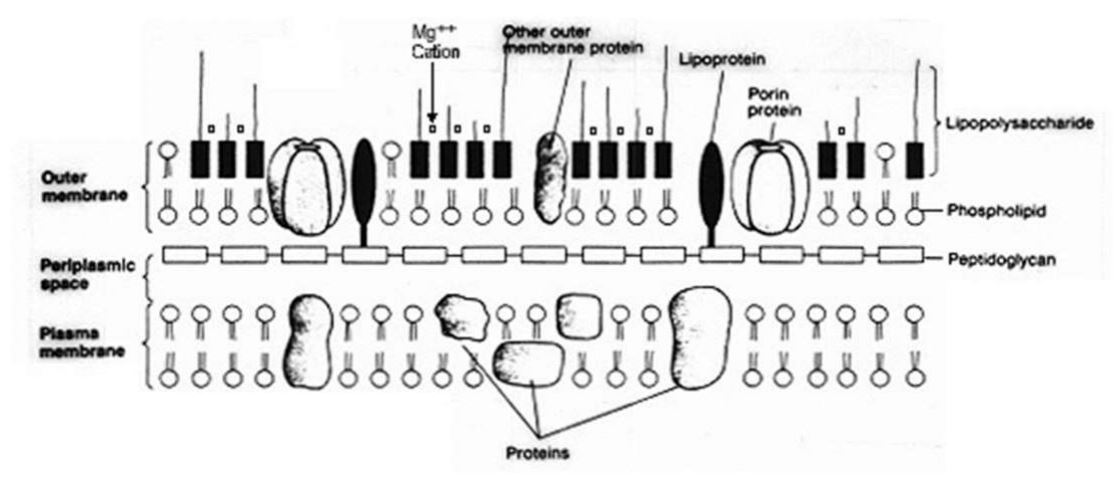 Mg++
Cation
Other outer
membrane protein
Lipoprotein
Porin
protein
Lipopolysaccharide
Outer
membrane
Phospholipid
Peptidoglycan
Periplasmic
space
Plasma
membrane
Proteins